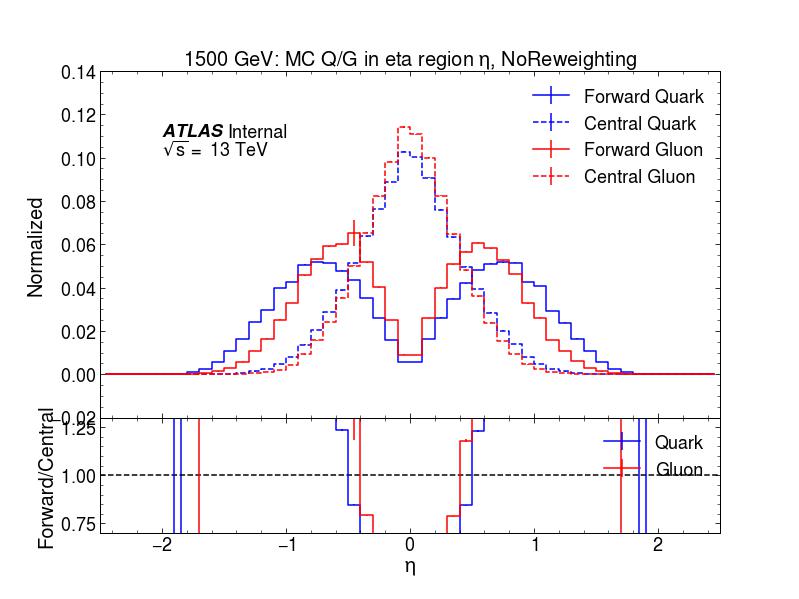 1500 GeV: MC Q/G in eta region η, NoReweighting
0.14
0.12
0.10
0.08
0.06
0.04
0.02
0.00
0.02
Normalized
ATLAS Internal
√s = 13 TeV
Forward Quark
Central Quark
Forward Gluon
Central Gluon
1.25
1.00
0.75
Forward/Central
Quark
Gluon
−2
−1
0
1
2
η